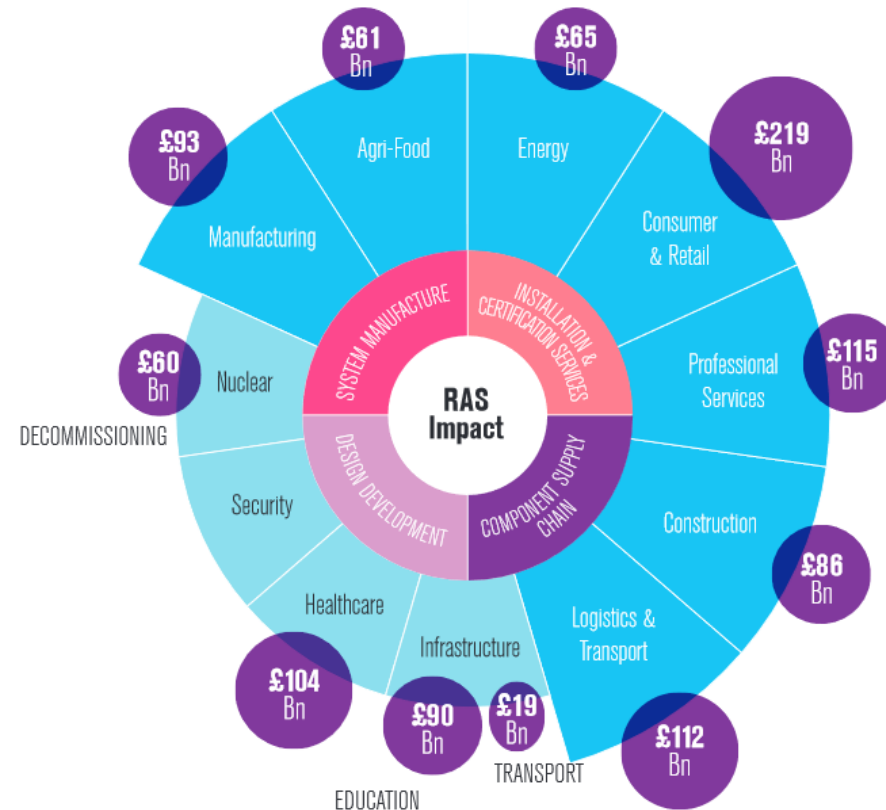 £61
Bn
£65
Bn
£93
Bn
£219
Bn
Agri-Food
Energy
Manufacturing
Consumer
& Retail
SYSTEM MANUFACTURE
INSTALLATION &
CERTIFICATION SERVICES
£60
Bn
Nuclear
DECOMMISSIONING
RAS
Impact
Professional
Services
£115
Bn
Security
DESIGN DEVELOPMENT
COMPONENT SUPPLY
CHAIN
Construction
£86
Bn
Healthcare
Infrastructure
Logistics &
Transport
£104
Bn
£90
Bn
EDUCATION
£19
Bn
TRANSPORT
£112
Bn